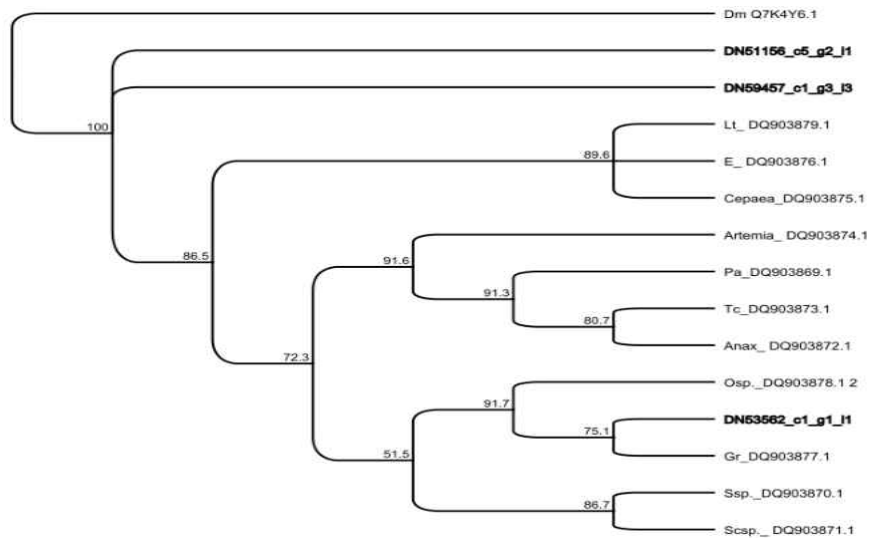 Dm Q7K4Y6.1
DN51156_c5_g2_i1
DN59457_c1_g3_i3
100
Lt_ DQ903879.1
89.6
E_ DQ903876.1
Cepaea_DQ903875.1
Artemia_ DQ903874.1
86.5
91.6
Pa_DQ903869.1
91.3
Tc_DQ903873.1
80.7
Anax_ DQ903872.1
72.3
Osp._DQ903878.1 2
91.7
DN53562_c1_g1_i1
75.1
Gr_DQ903877.1
51.5
Ssp._DQ903870.1
86.7
Scsp._ DQ903871.1